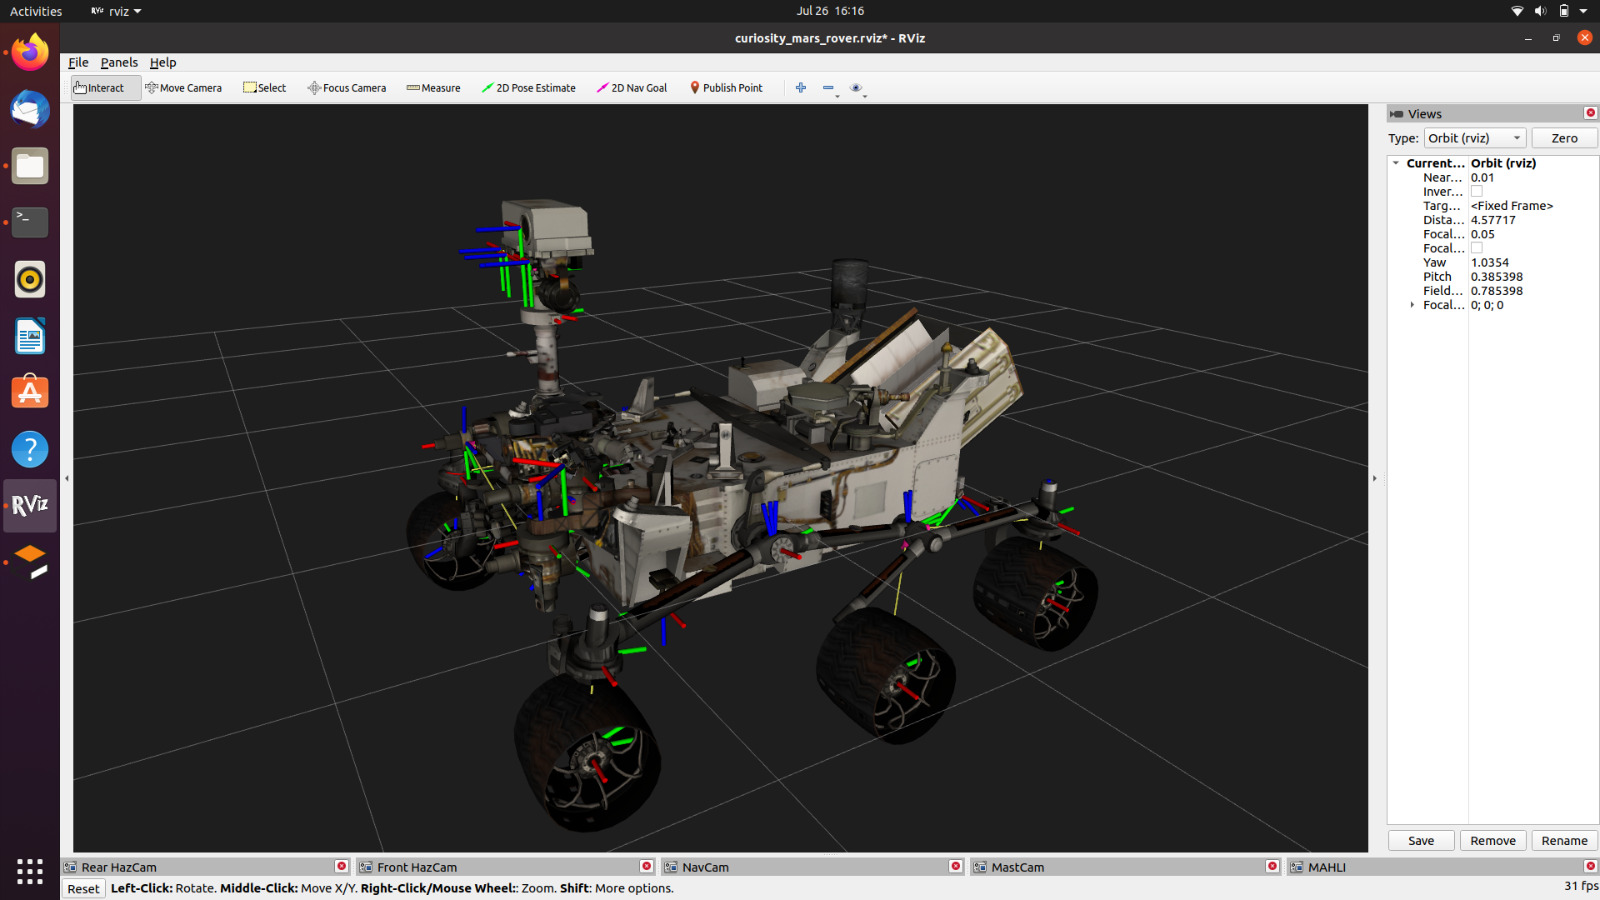 Activities
RViz rviz
Jul 26 16:16
curiosity_mars_rover.rviz* - RViz
File Panels Help
Interact Move Camera Select Focus Camera Measure 2D Pose Estimate 2D Nav Goal Publish Point
Views
Type: Orbit (rviz) Zero
Current... Orbit (rviz)
Near... 0.01
Inver...
Targ... <Fixed Frame>
Dista... 4.57717
Focal... 0.05
Focal...
Yaw 1.0354
Pitch 0.385398
Field... 0.785398
Focal... 0; 0; 0
RViz
Save Remove Rename
Rear HazCam Front HazCam NavCam MastCam MAHLI
Reset Left-Click: Rotate. Middle-Click: Move X/Y. Right-Click/Mouse Wheel:: Zoom. Shift: More options. 31 fps